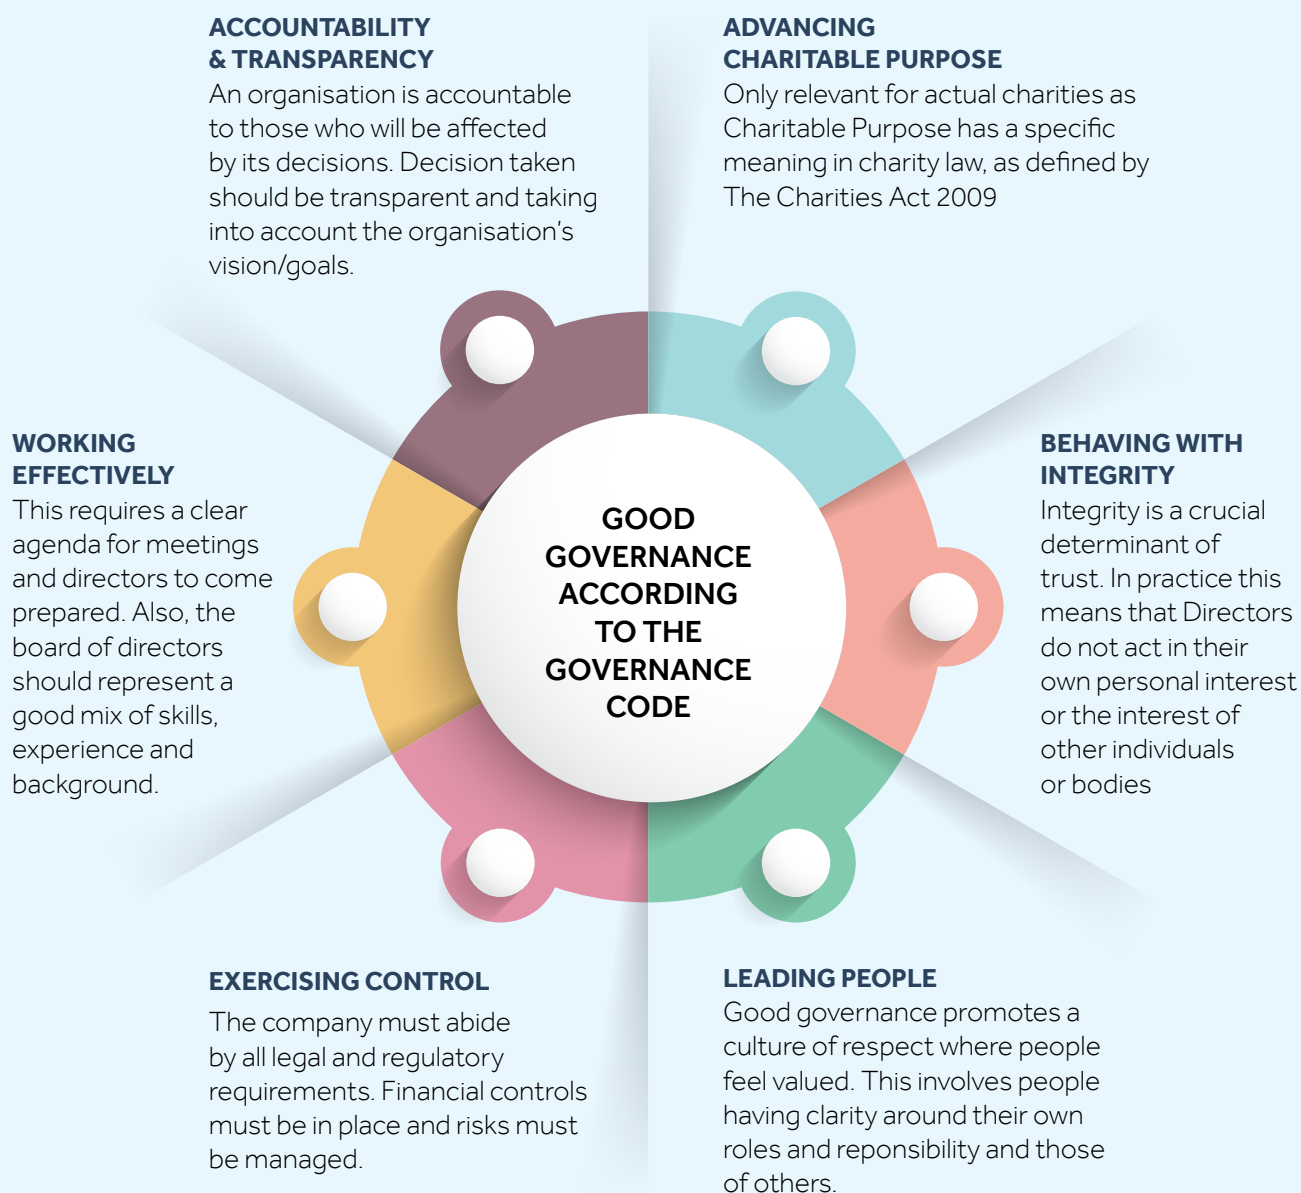 ACCOUNTABILITY
& TRANSPARENCY
An organisation is accountable
to those who will be affected
by its decisions. Decision taken
should be transparent and taking
into account the organisation's
vision/goals.
ADVANCING
CHARITABLE PURPOSE
Only relevant for actual charities as
Charitable Purpose has a specific
meaning in charity law, as defined by
The Charities Act 2009
WORKING
EFFECTIVELY
This requires a clear
agenda for meetings
and directors to come
prepared. Also, the
board of directors
should represent a
good mix of skills,
experience and
background.
GOOD
GOVERNANCE
ACCORDING
TO THE
GOVERNANCE
CODE
BEHAVING WITH
INTEGRITY
Integrity is a crucial
determinant of
trust. In practice this
means that Directors
do not act in their
own personal interest
or the interest of
other individuals
or bodies
EXERCISING CONTROL
The company must abide
by all legal and regulatory
requirements. Financial controls
must be in place and risks must
be managed.
LEADING PEOPLE
Good governance promotes a
culture of respect where people
feel valued. This involves people
having clarity around their own
roles and reponsibility and those
of others.